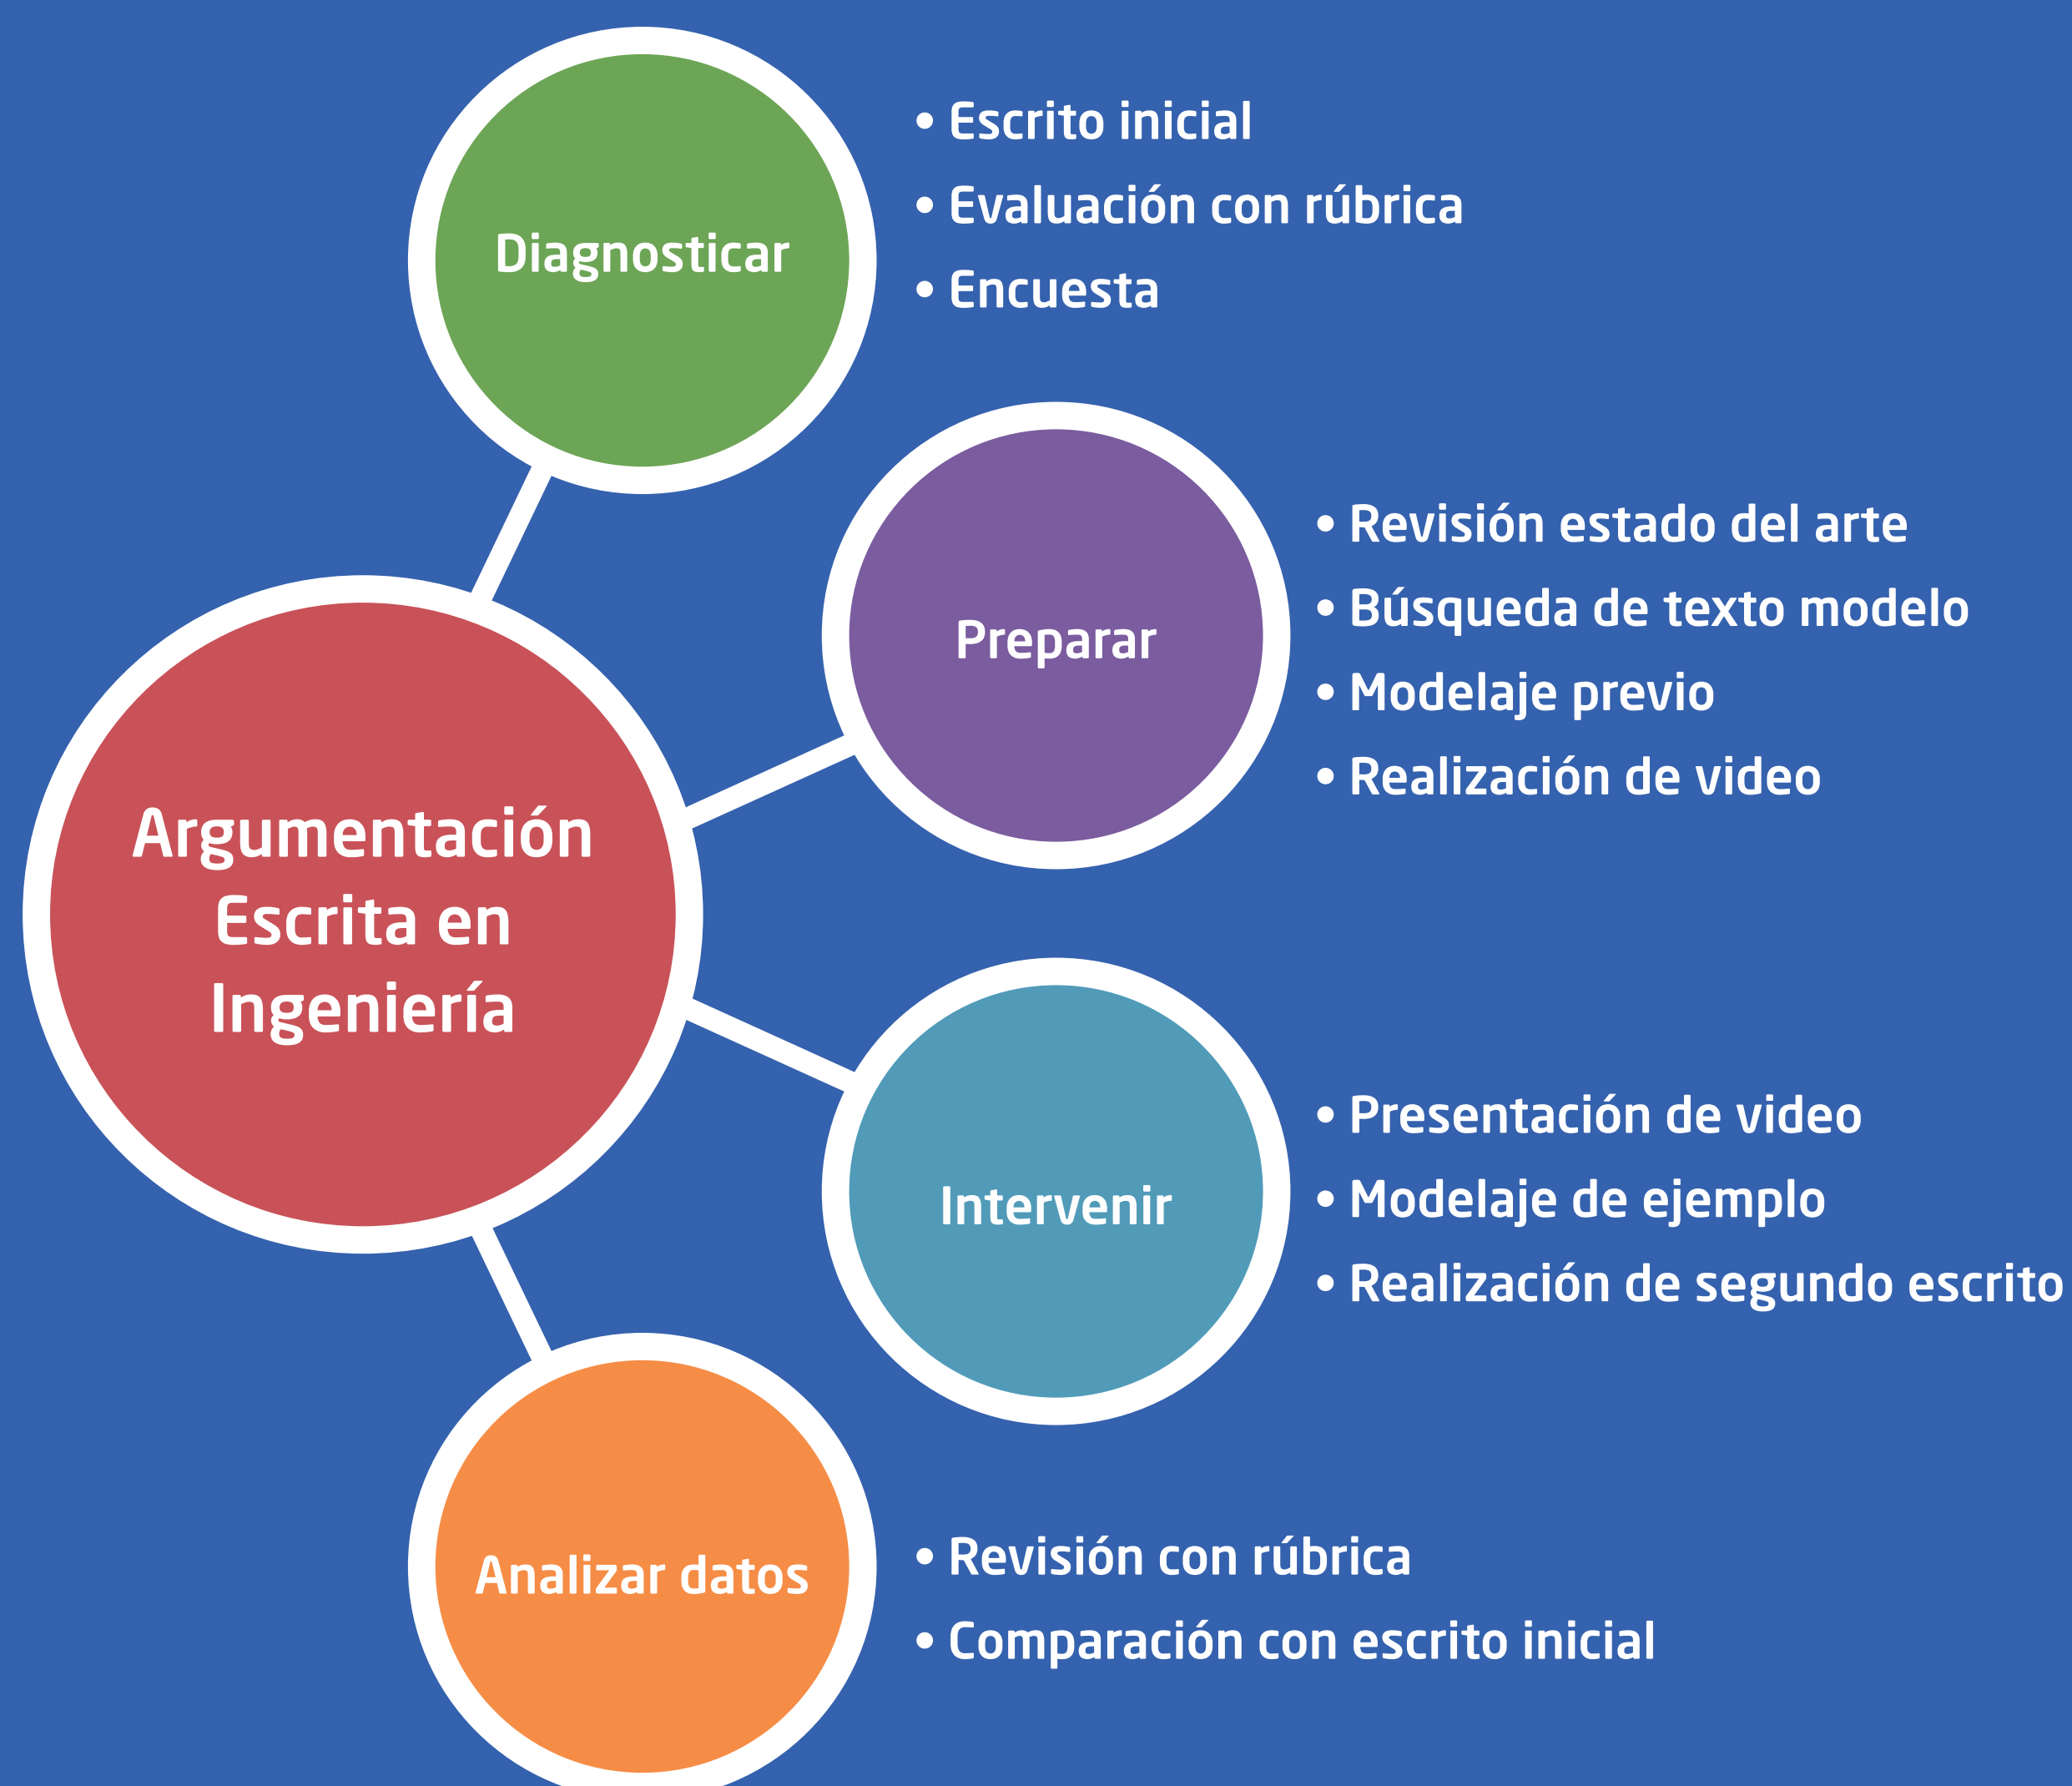 Diagnosticar
• Escrito inicial
• Evaluación con rúbrica
• Encuesta
Preparar
• Revisión estado del arte
• Búsqueda de texto modelo
• Modelaje previo
• Realización de video
Argumentación
Escrita en
Ingeniería
Intervenir
• Presentación de video
• Modelaje de ejemplo
• Realización de segundo escrito
Analizar datos
• Revisión con rúbrica
• Comparación con escrito inicial